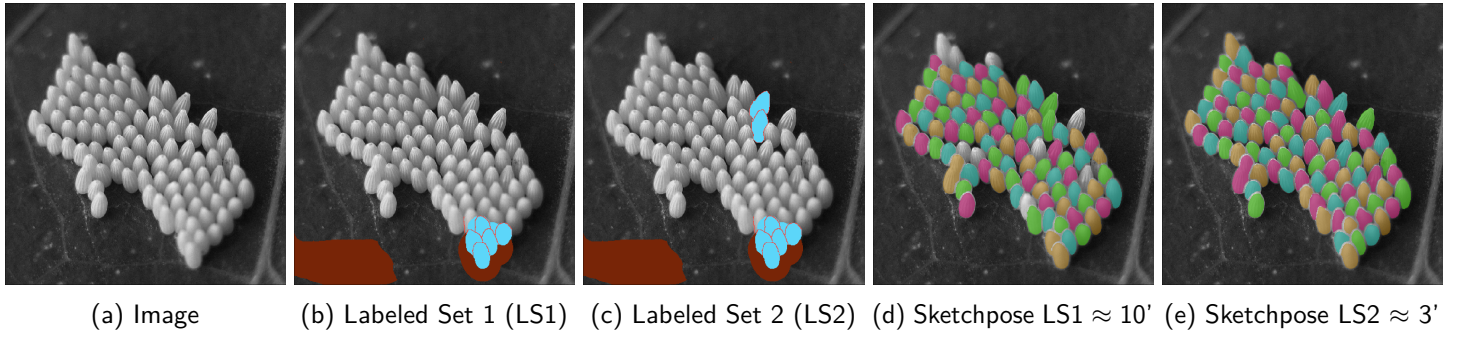 (a) Image
(b) Labeled Set 1 (LS1)
(c) Labeled Set 2 (LS2)
(d) Sketchpose LS1 ≈ 10’
(e) Sketchpose LS2 ≈ 3’